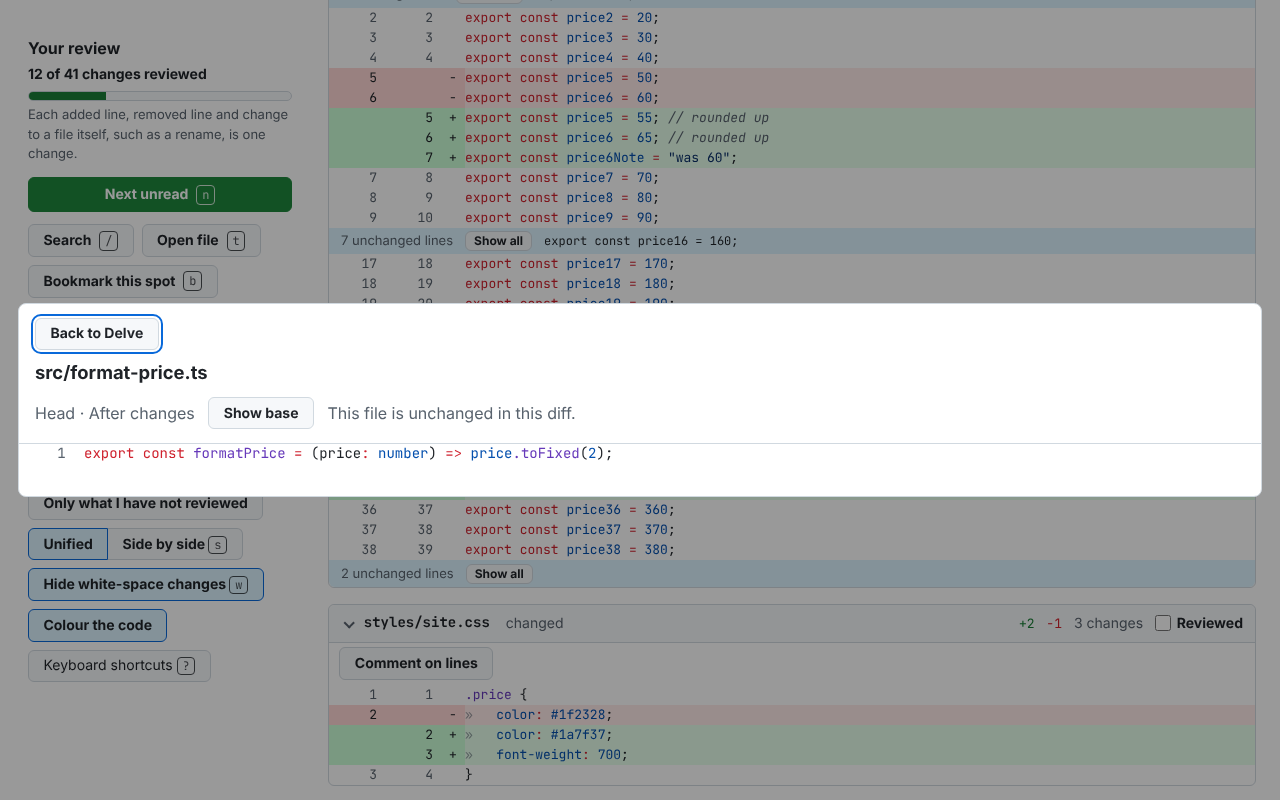 Your review
12 of 41 changes reviewed
Each added line, removed line and change
to a file itself, such as a rename, is one
change.
Next unread n
Search / Open file t
Bookmark this spot b
2 2 export const price2 = 20;
3 3 export const price3 = 30;
4 4 export const price4 = 40;
5 - export const price5 = 50;
6 - export const price6 = 60;
5 + export const price5 = 55; // rounded up
6 + export const price6 = 65; // rounded up
7 + export const price6Note = "was 60";
7 8 export const price7 = 70;
8 9 export const price8 = 80;
9 10 export const price9 = 90;
7 unchanged lines Show all export const price16 = 160;
17 18 export const price17 = 170;
18 19 export const price18 = 180;
Back to Delve
src/format-price.ts
Head · After changes Show base This file is unchanged in this diff.
1 export const formatPrice = (price: number) => price.toFixed(2);
Only what I have not reviewed
Unified Side by side s
Hide white-space changes w
Colour the code
Keyboard shortcuts ?
36 37 export const price36 = 360;
37 38 export const price37 = 370;
38 39 export const price38 = 380;
2 unchanged lines Show all
styles/site.css changed +2 -1 3 changes Reviewed
Comment on lines
1 1 .price {
2 - » color: #1f2328;
2 + » color: #1a7f37;
3 + » font-weight: 700;
3 4 }